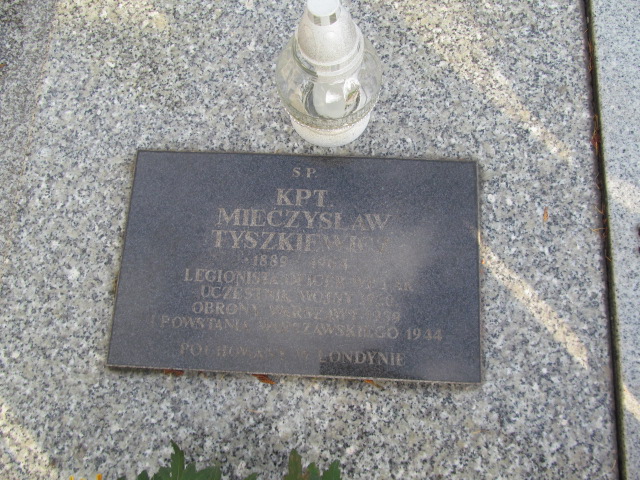 S P.
KPT.
MIECZYSŁAW
TYSZKIEWICZ
LEGIONISTA
UCZESTNIK WOJNY 1920
OBRONY WARSZAWY 1939
I POWSTANIA WARSZAWSKIEGO 1944
POCHOWANY W LONDYNIE